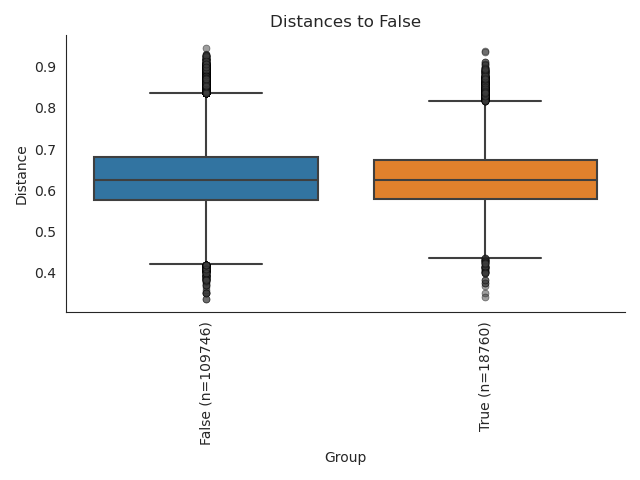 Distances to False
0.9
0.8
0.7
0.6
0.5
0.4
Distance
False (n=109746)
True (n=18760)
Group